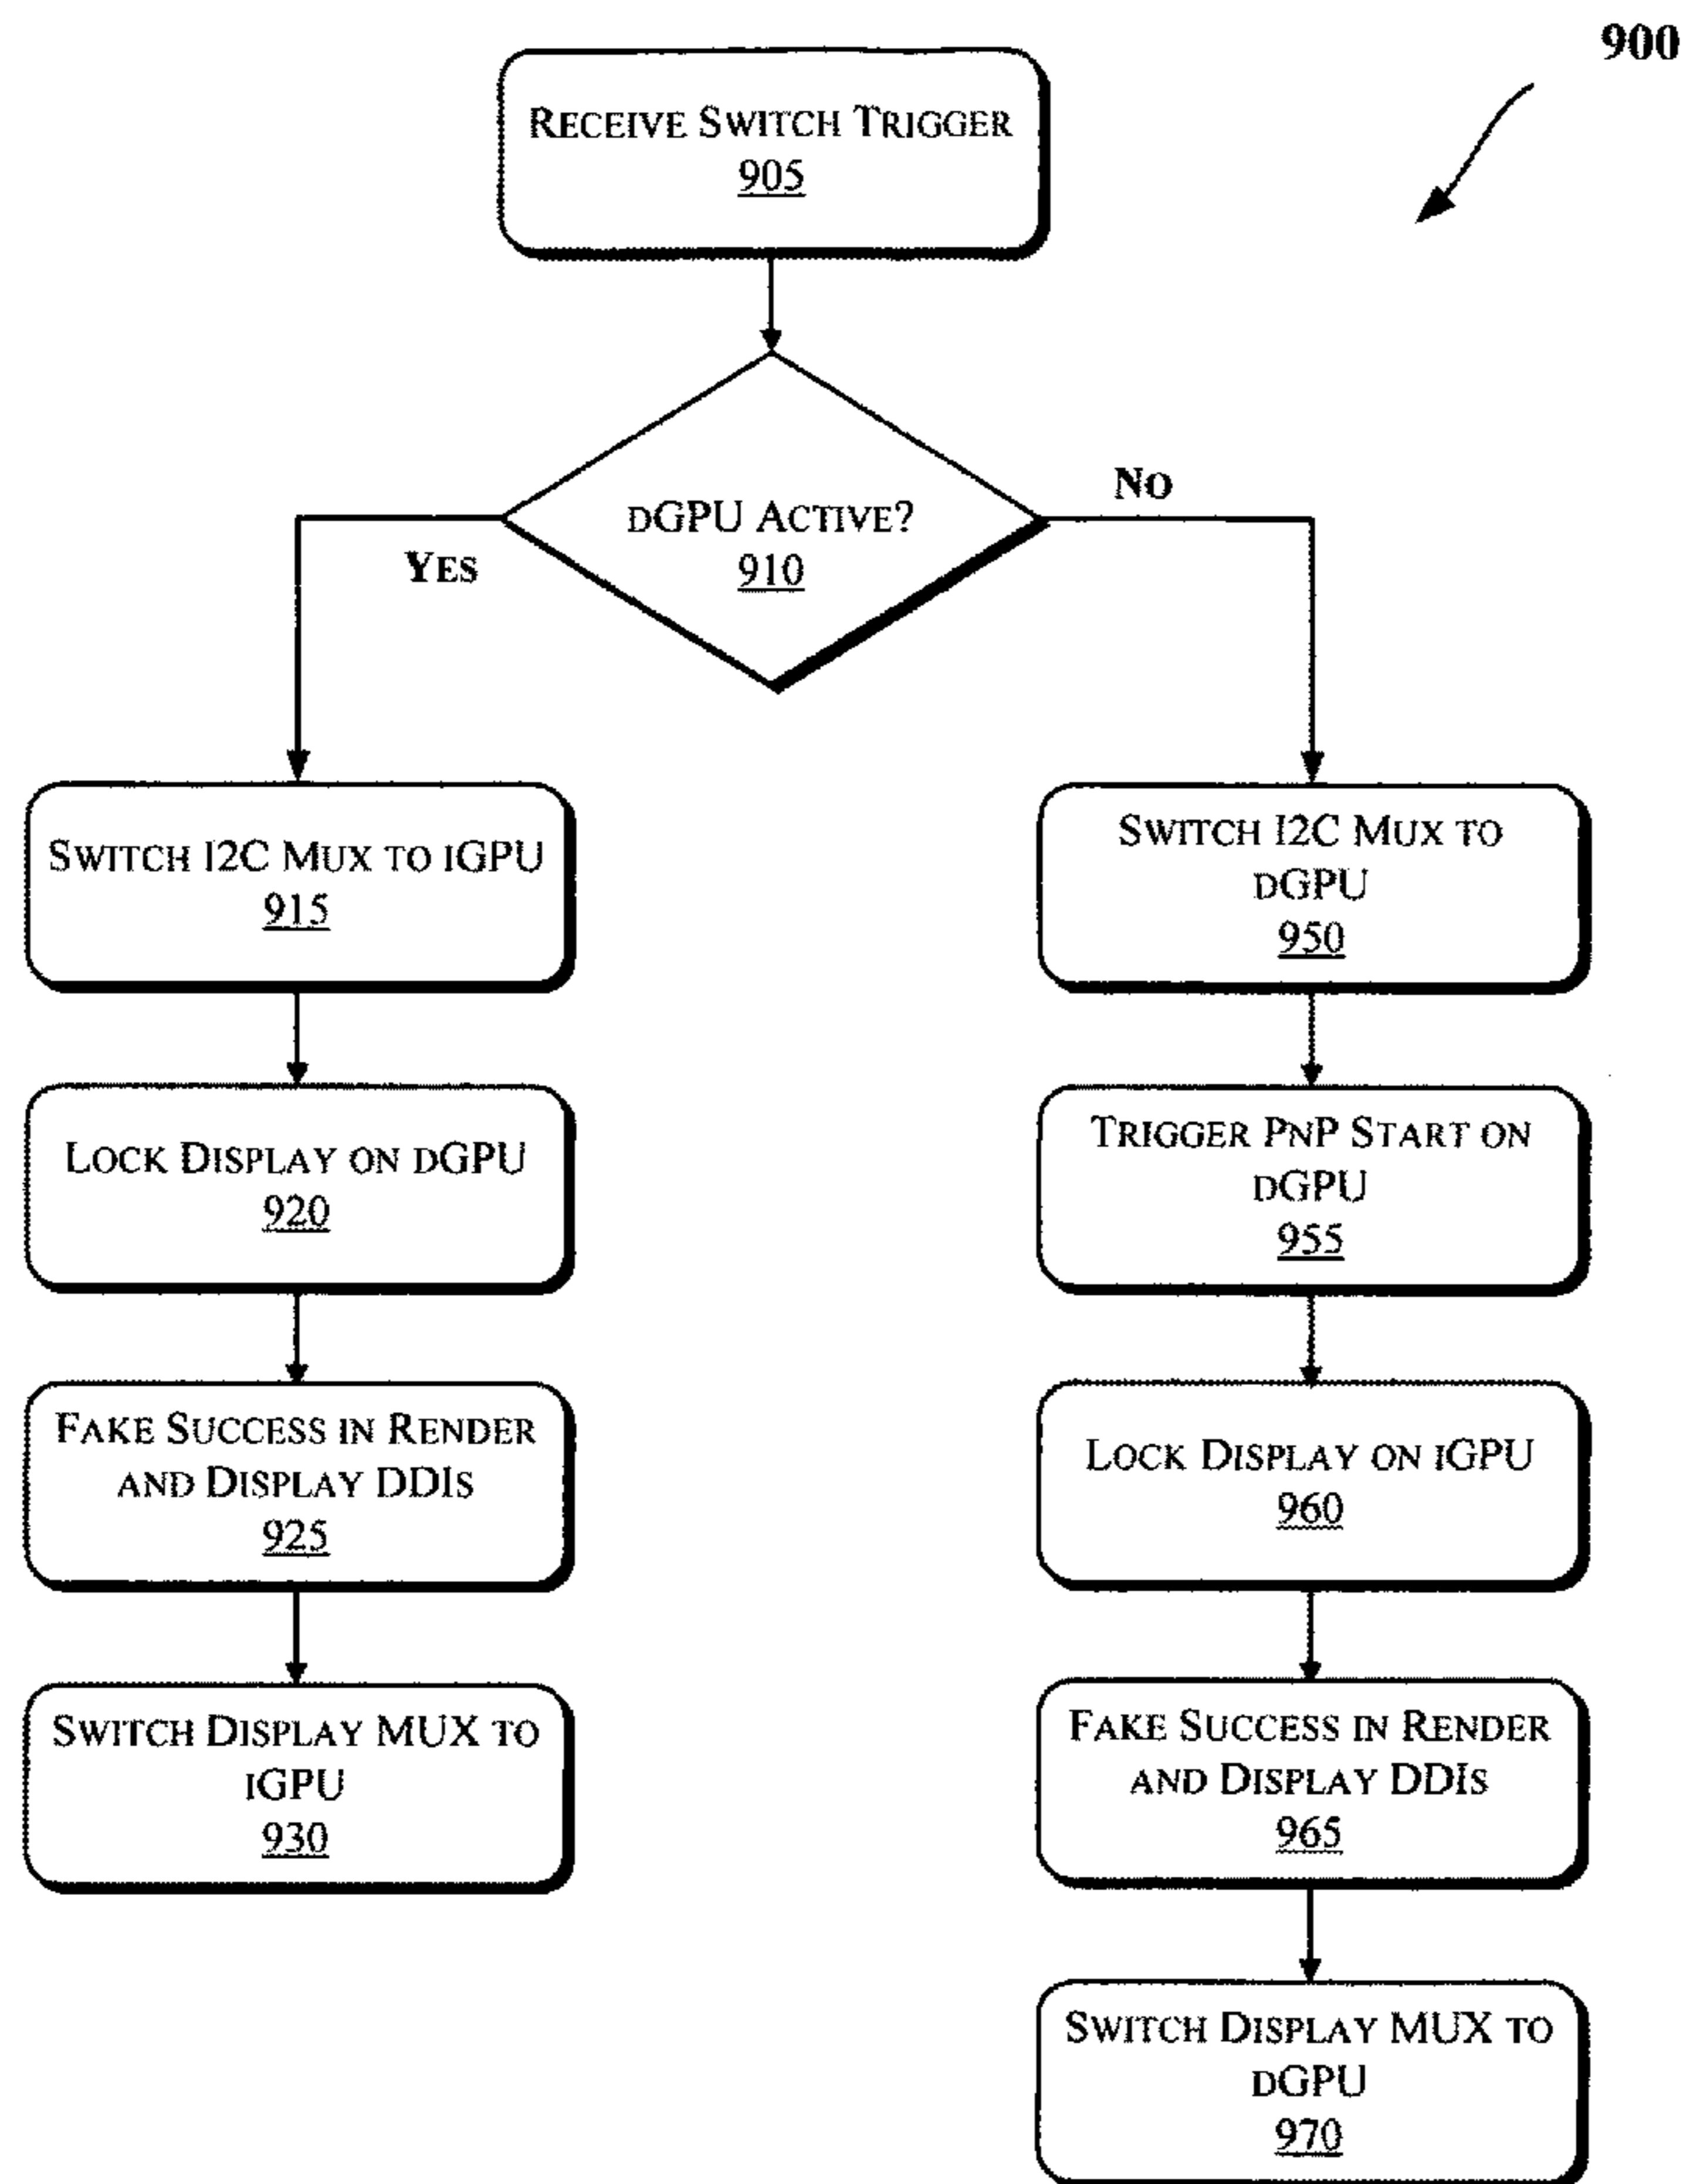 900
RECEIVE SWITCH TRIGGER
905
DGPU ACTIVE?
910
YES
NO
SWITCH I2C MUX TO IGPU
915
LOCK DISPLAY ON DGPU
920
FAKE SUCCESS IN RENDER
AND DISPLAY DDIS
925
SWITCH DISPLAY MUX TO
IGPU
930
SWITCH I2C MUX TO
DGPU
950
TRIGGER PNP START ON
DGPU
955
LOCK DISPLAY ON IGPU
960
FAKE SUCCESS IN RENDER
AND DISPLAY DDIS
965
SWITCH DISPLAY MUX TO
DGPU
970